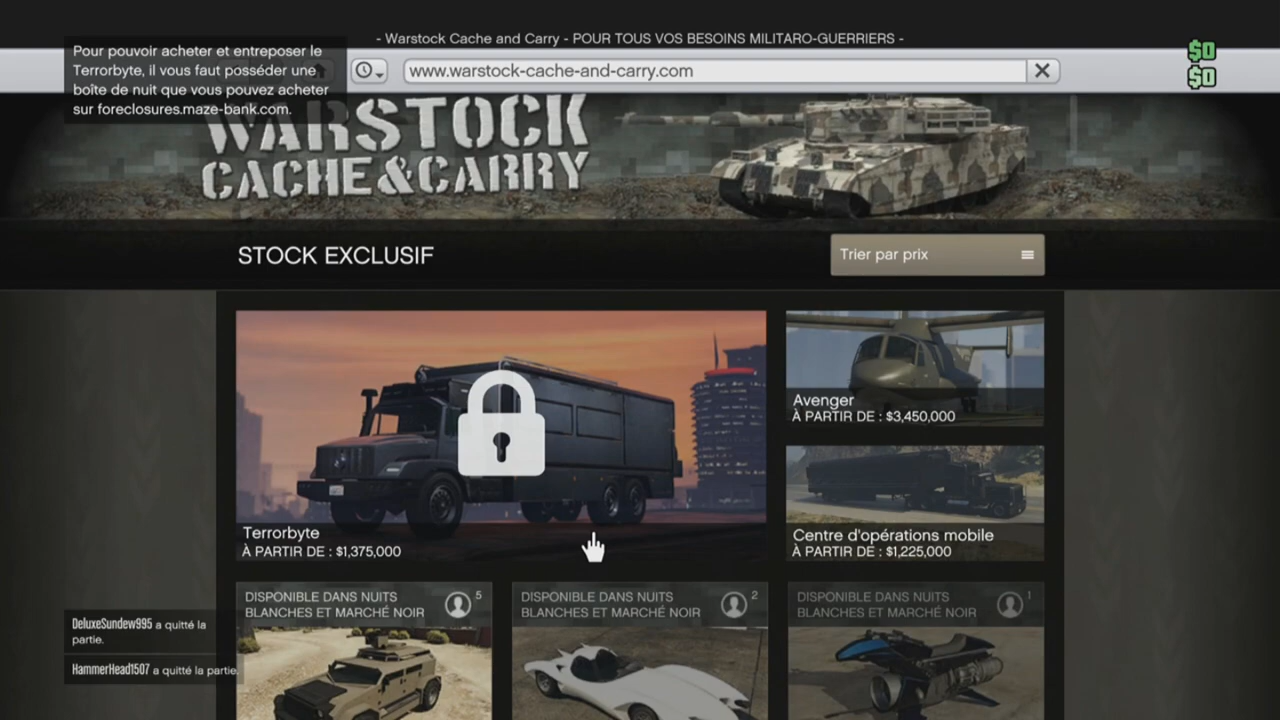 - Warstock Cache and Carry - POUR TOUS VOS BESOINS MILITARO-GUERRIERS -
Pour pouvoir acheter et entreposer le
Terrorbyte, il vous faut posséder une
boîte de nuit que vous pouvez acheter
sur foreclosures.maze-bank.com.
www.warstock-cache-and-carry.com
$0
$0
WARSTOCK
CACHE&CARRY
STOCK EXCLUSIF
Trier par prix
Terrorbyte
À PARTIR DE : $1,375,000
Avenger
À PARTIR DE : $3,450,000
Centre d'opérations mobile
À PARTIR DE : $1,225,000
DISPONIBLE DANS NUITS
BLANCHES ET MARCHÉ NOIR
5
DISPONIBLE DANS NUITS
BLANCHES ET MARCHÉ NOIR
2
DISPONIBLE DANS NUITS
BLANCHES ET MARCHÉ NOIR
1
DeluxeSundew995 a quitté la
partie.
HammerHead1507 a quitté la partie.